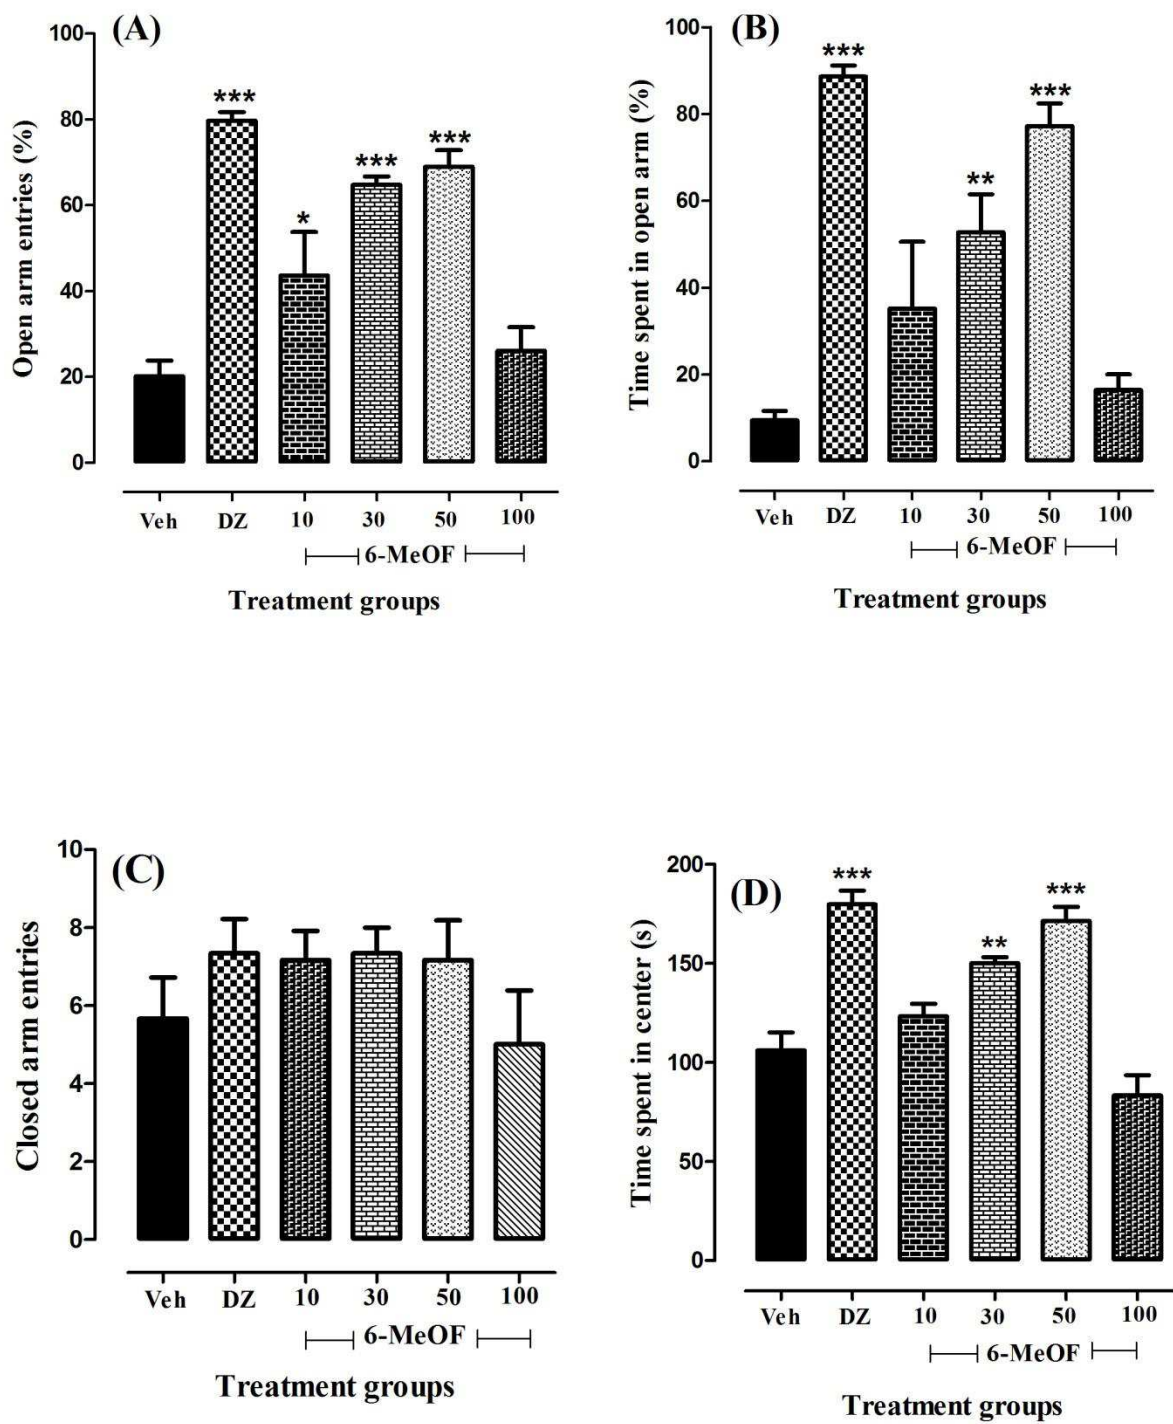 (A)
Open arm entries (%)
100
80
60
40
20
0
***
*
***
***
Veh DZ 10 30 50 100
6-MeOF
Treatment groups
(B)
Time spent in open arm (%)
100
80
60
40
20
0
***
**
***
Veh DZ 10 30 50 100
6-MeOF
Treatment groups
(C)
Closed arm entries
10
8
6
4
2
0
Veh DZ 10 30 50 100
6-MeOF
Treatment groups
(D)
Time spent in center (s)
200
150
100
50
0
***
**
***
Veh DZ 10 30 50 100
6-MeOF
Treatment groups